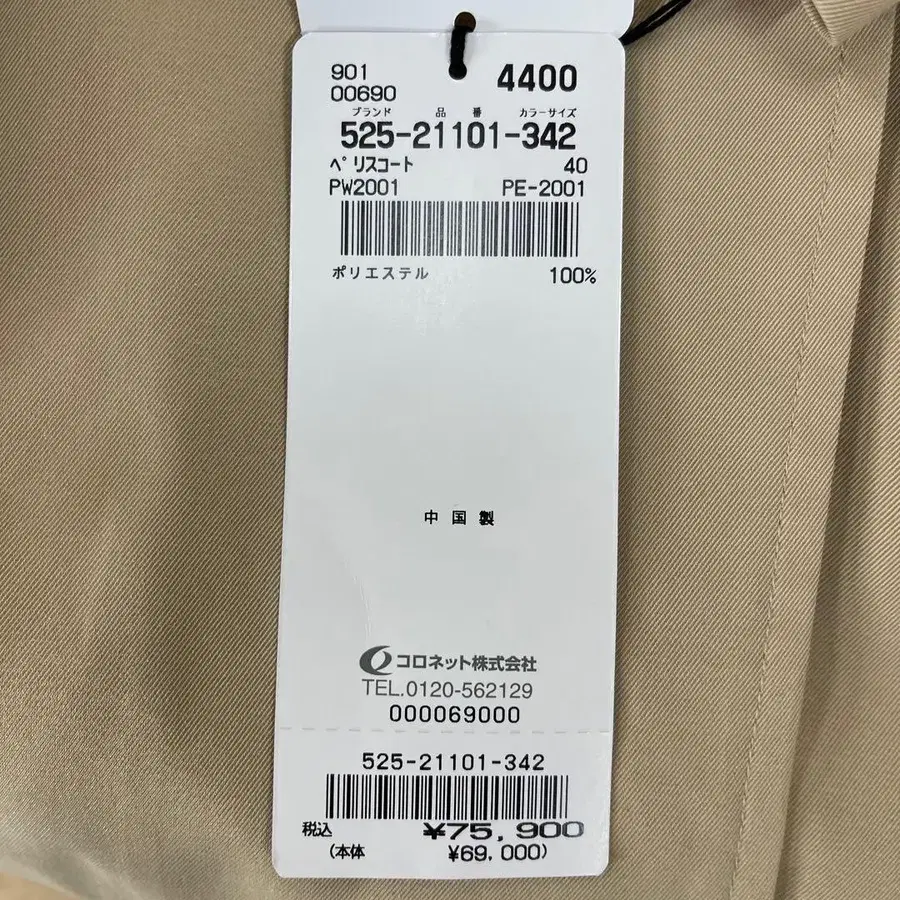 901 4400
00690
ブランド 品番 カラーサイズ
525-21101-342
ペリスコート 40
PW2001 PE-2001
ポリエステル 100%
中国製
コロネット株式会社
TEL.0120-562129
000069000
525-21101-342
税込 ¥75,900
(本体 ¥69,000)